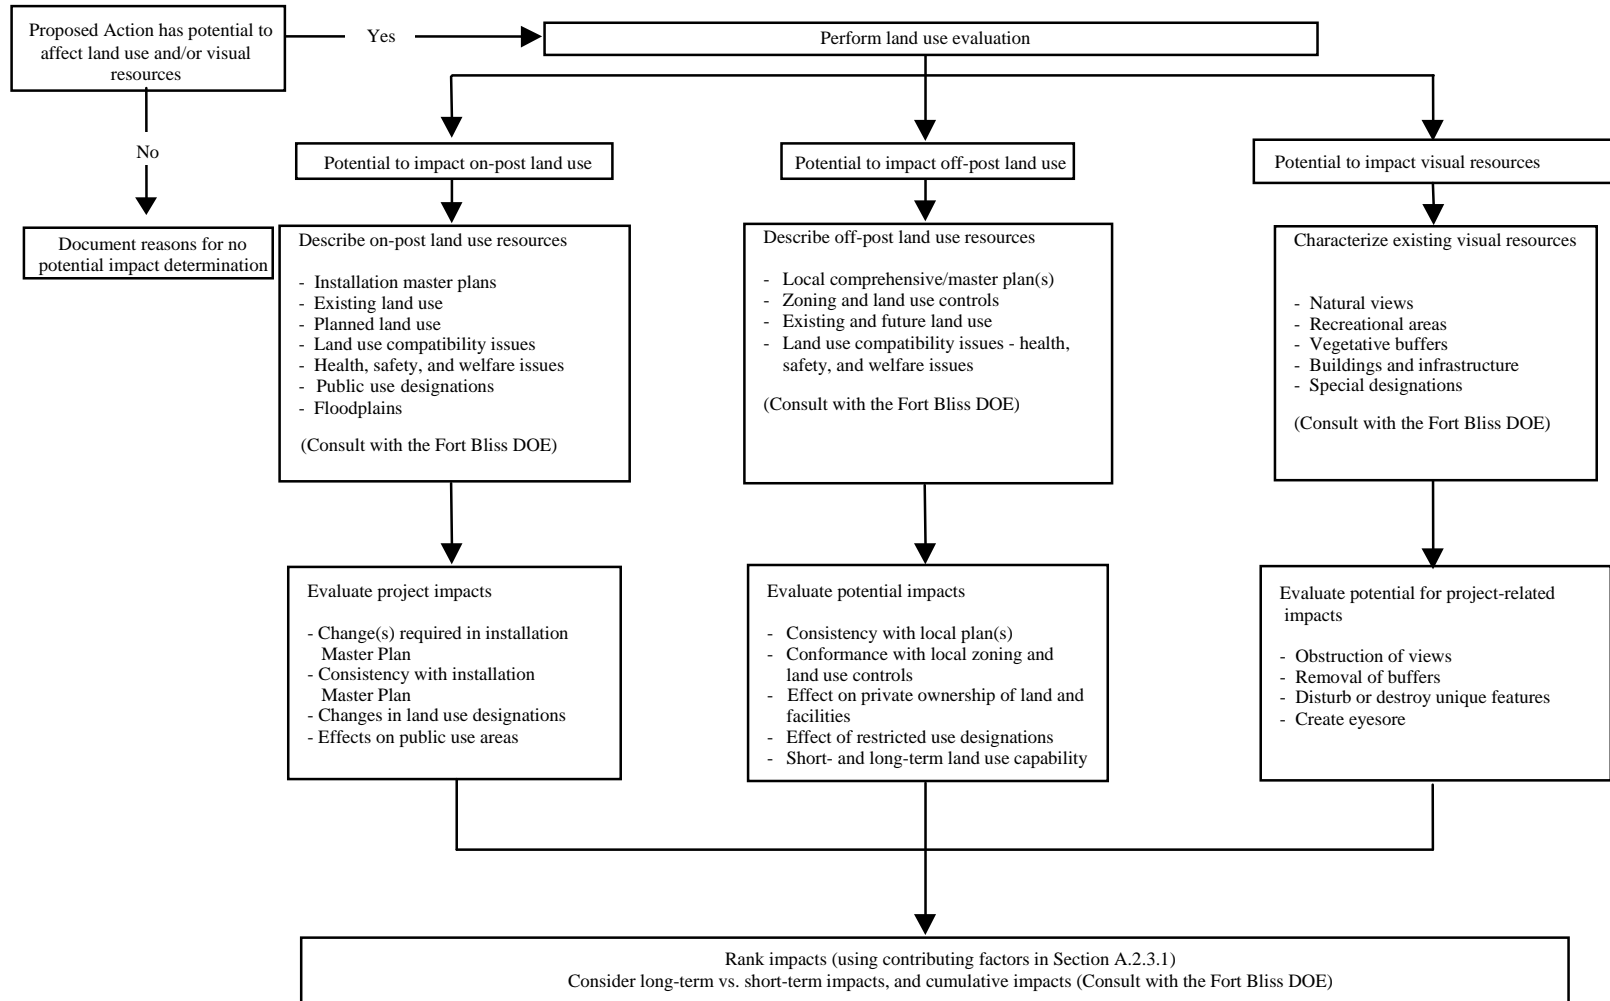 Proposed Action has potential to
affect land use and/or visual
resources
Yes
Perform land use evaluation
No
Document reasons for no
potential impact determination
Potential to impact on-post land use
Potential to impact off-post land use
Potential to impact visual resources
Describe on-post land use resources
- Installation master plans
- Existing land use
- Planned land use
- Land use compatibility issues
- Health, safety, and welfare issues
- Public use designations
- Floodplains
(Consult with the Fort Bliss DOE)
Describe off-post land use resources
- Local comprehensive/master plan(s)
- Zoning and land use controls
- Existing and future land use
- Land use compatibility issues - health,
safety, and welfare issues
(Consult with the Fort Bliss DOE)
Characterize existing visual resources
- Natural views
- Recreational areas
- Vegetative buffers
- Buildings and infrastructure
- Special designations
(Consult with the Fort Bliss DOE)
Evaluate project impacts
- Change(s) required in installation
Master Plan
- Consistency with installation
Master Plan
- Changes in land use designations
- Effects on public use areas
Evaluate potential impacts
- Consistency with local plan(s)
- Conformance with local zoning and
land use controls
- Effect on private ownership of land and
facilities
- Effect of restricted use designations
- Short- and long-term land use capability
Evaluate potential for project-related
impacts
- Obstruction of views
- Removal of buffers
- Disturb or destroy unique features
- Create eyesore
Rank impacts (using contributing factors in Section A.2.3.1)
Consider long-term vs. short-term impacts, and cumulative impacts (Consult with the Fort Bliss DOE)